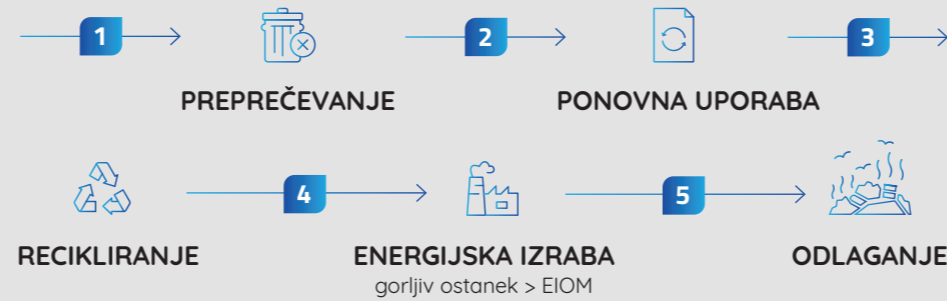 1
2
3
PREPREČEVANJE
PONOVNA UPORABA
4
5
RECIKLIRANJE
ENERGIJSKA IZRABA
ODLAGANJE
gorljiv ostanek > EIOM